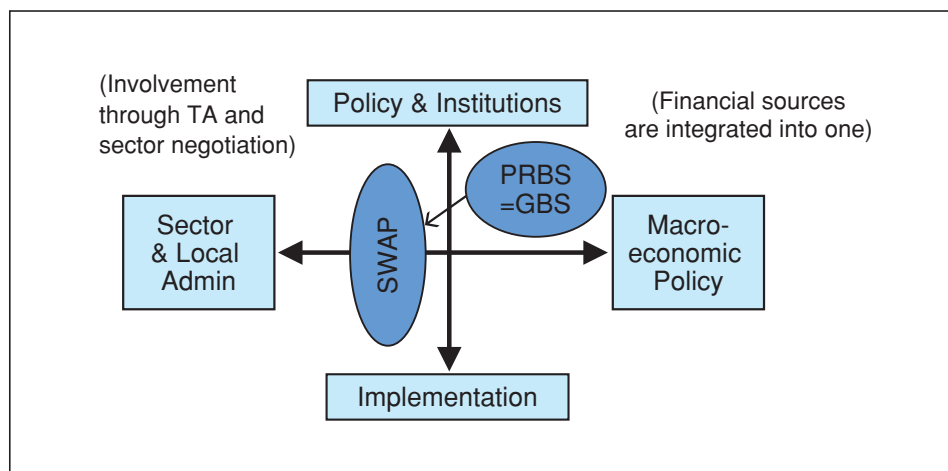 (Involvement
through TA and
sector negotiation)
Policy & Institutions
(Financial sources
are integrated into one)
PRBS
=GBS
Sector
& Local
Admin
SWAP
Macro-
economic
Policy
Implementation